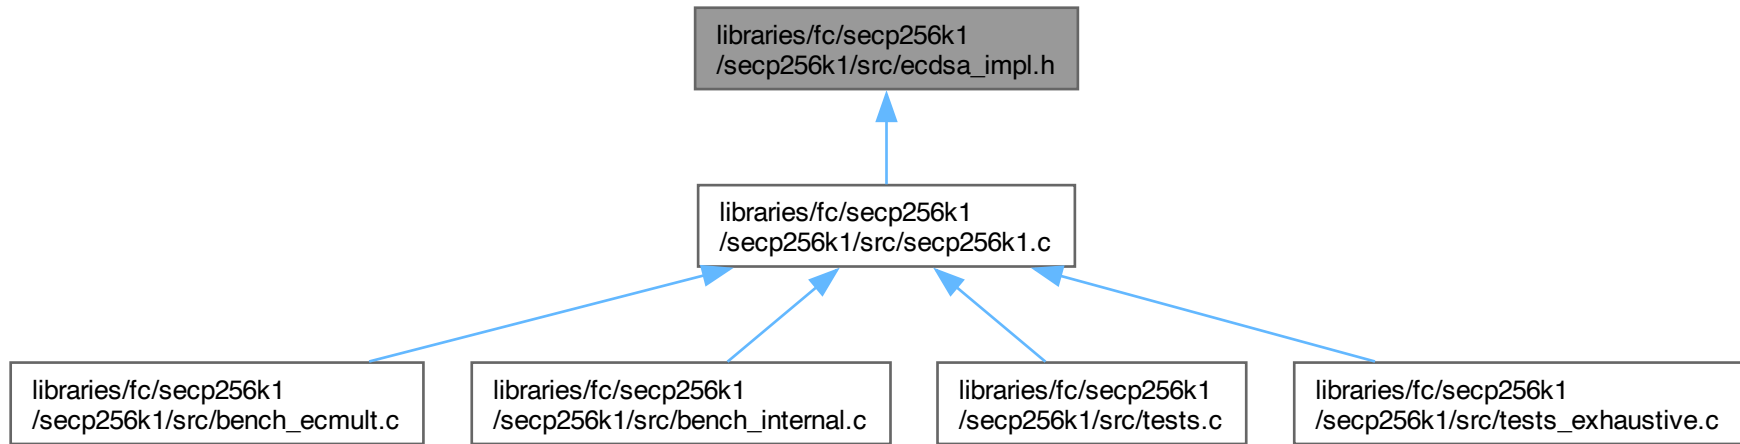 libraries/fc/secp256k1
/secp256k1/src/ecdsa_impl.h
libraries/fc/secp256k1
/secp256k1/src/secp256k1.c
libraries/fc/secp256k1
/secp256k1/src/bench_ecmult.c
libraries/fc/secp256k1
/secp256k1/src/bench_internal.c
libraries/fc/secp256k1
/secp256k1/src/tests.c
libraries/fc/secp256k1
/secp256k1/src/tests_exhaustive.c